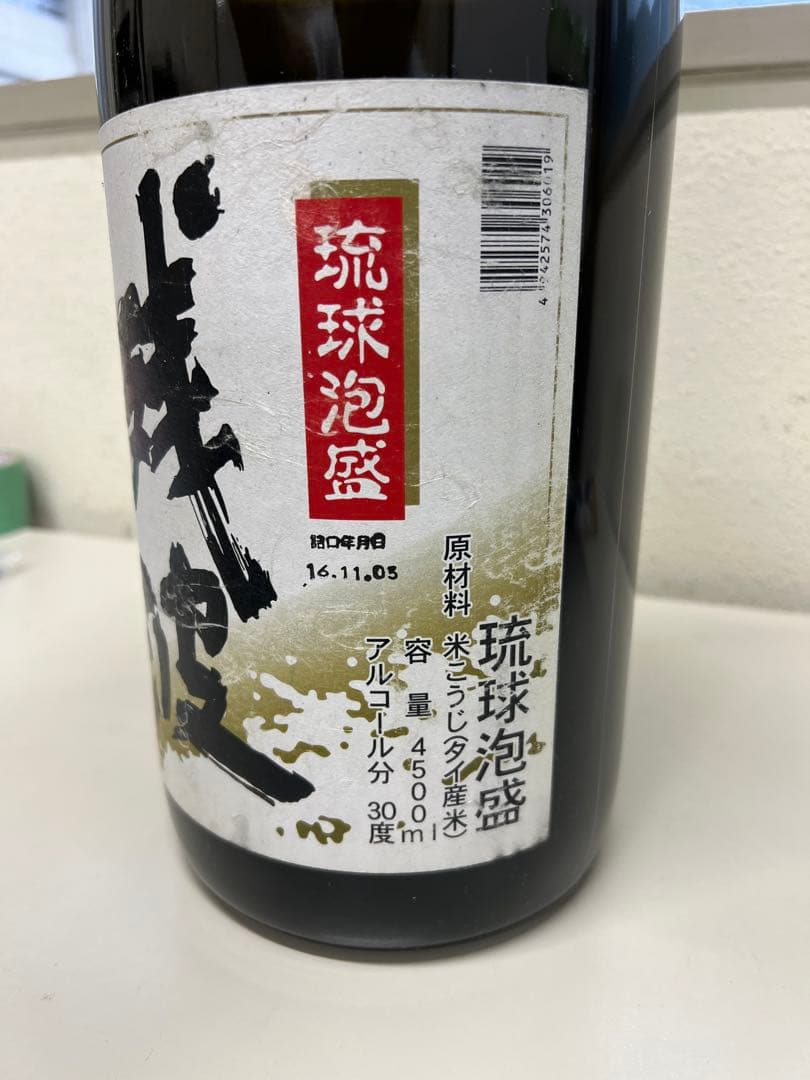 残波
琉球泡盛
詰口年月日
16.11.05
琉球泡盛
原材料 米こうじ(タイ産米)
容量 4500ml
アルコール分 30度